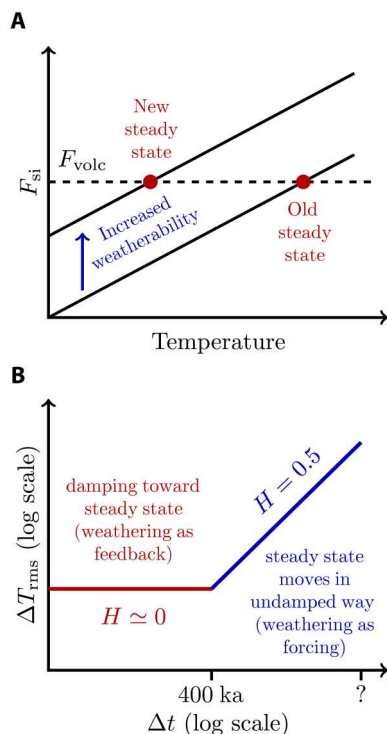 A
New
steady
state
F_volc
F_si
Increased
weatherability
Old
steady
state
Temperature
B
damping toward
steady state
(weathering as
feedback)
H = 0.5
H ≃ 0
steady state
moves in
undamped way
(weathering as
forcing)
ΔT_rms (log scale)
400 ka
?
Δt (log scale)